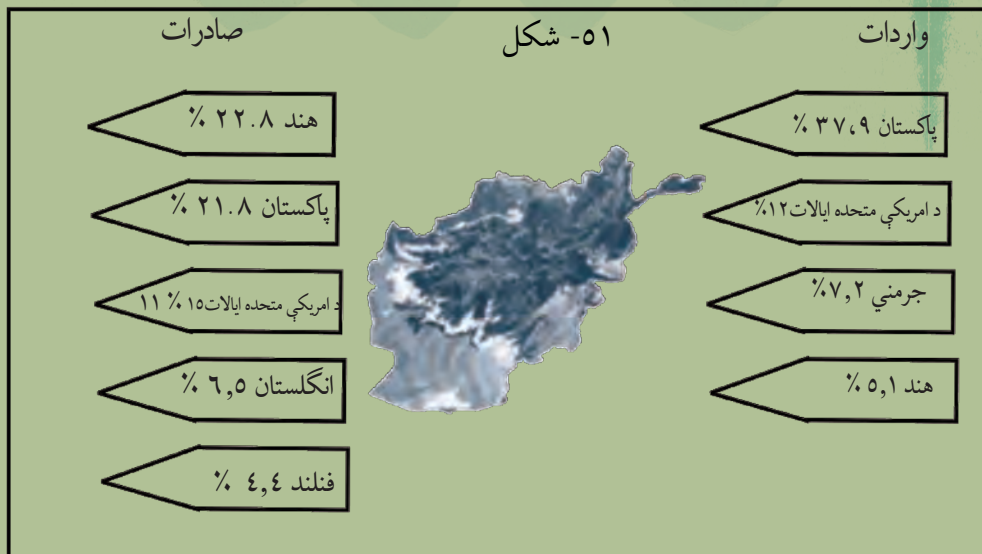 واردات
۵۱- شکل
صادرات
پاکستان ۳۷،۹ %
د امریکې متحده ایالات۱۲%
جرمني ۷,۲%
هند ۵,۱ %
هند ۲۲.۸ %
پاکستان ۲۱.۸ %
د امریکې متحده ایالات۱۵ % ۱۱
انگلستان ٦,٥ %
فنلند ٤,٤ %